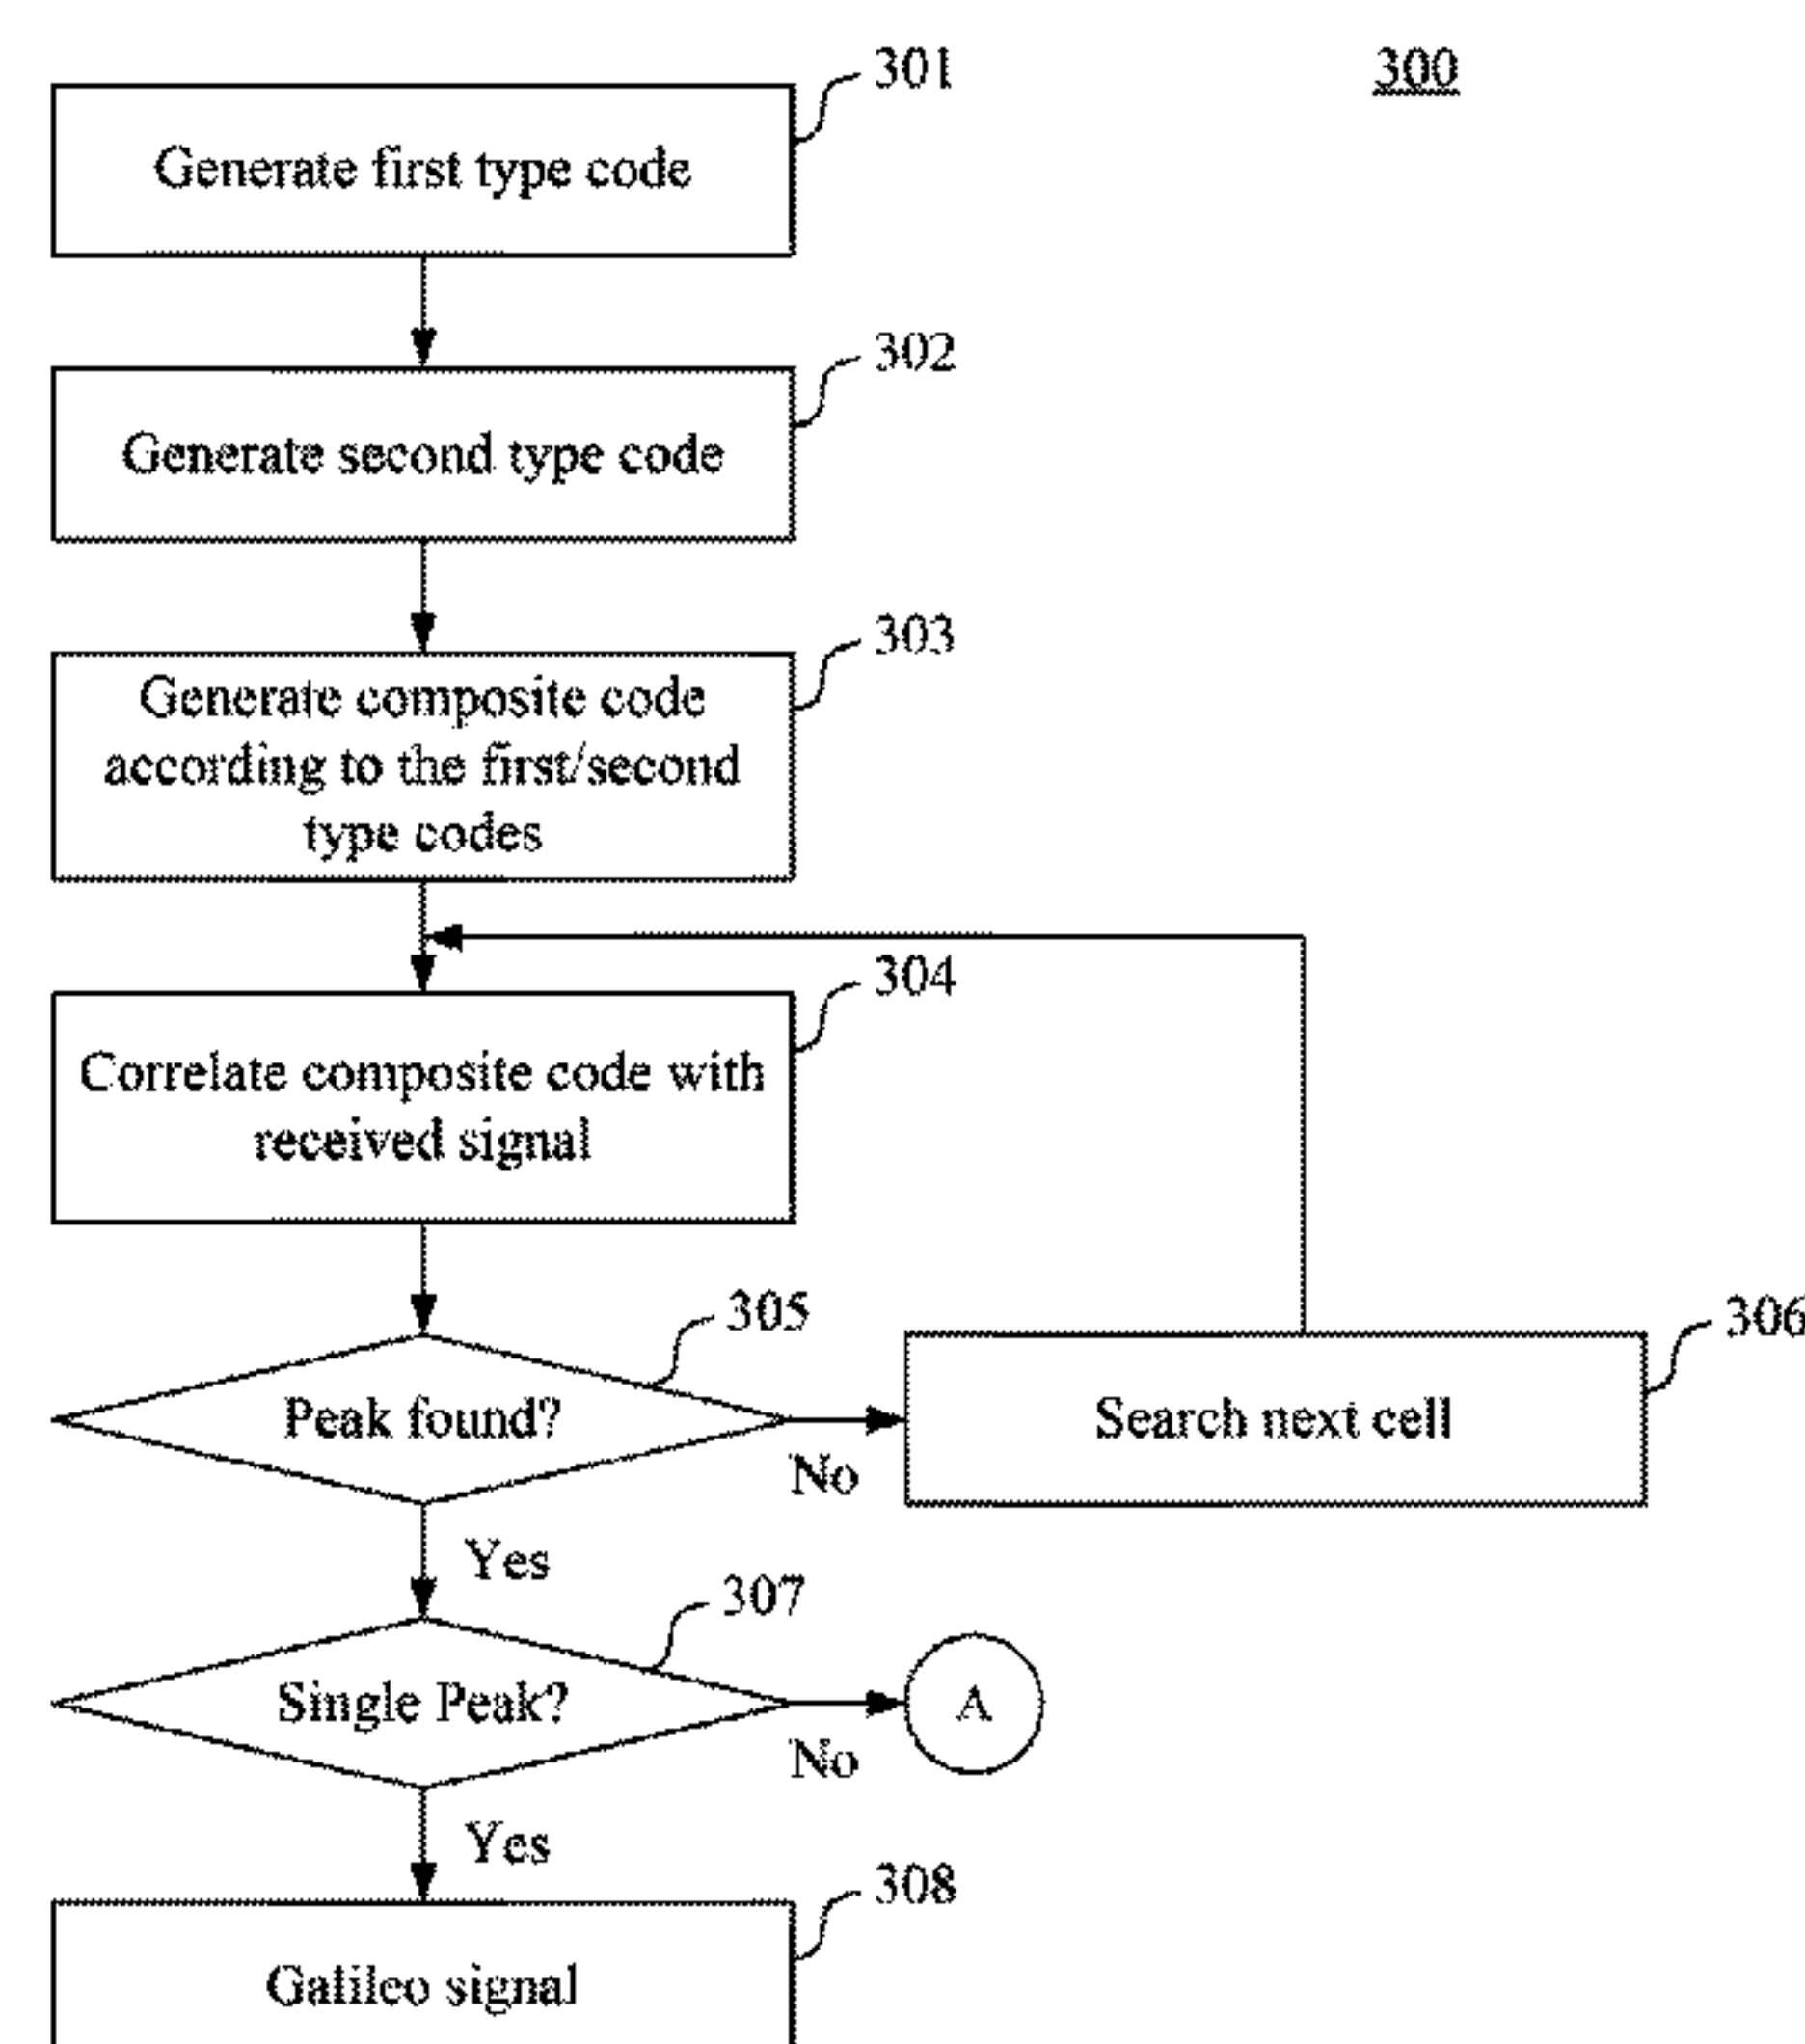 301
300
Generate first type code
302
Generate second type code
303
Generate composite code
according to the first/second
type codes
304
Correlate composite code with
received signal
305
Peak found?
No
306
Search next cell
Yes
307
Single Peak?
No
A
Yes
308
Galileo signal